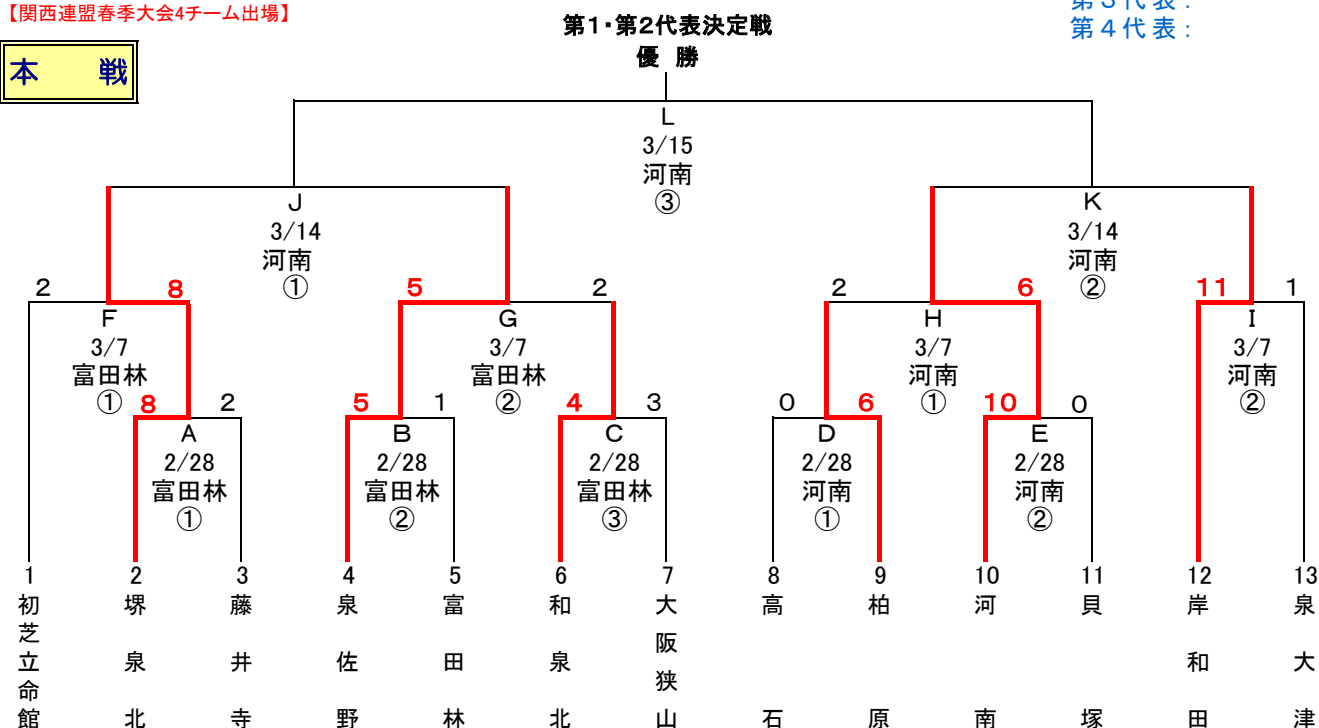 【関西連盟春季大会4チーム出場】
第1・第2代表決定戦
優 勝
第 3 代 表 :
第 4 代 表 :
本 戦
L
3/15
河南
③
J
3/14
河南
①
K
3/14
河南
②
2 8 5 2 2 6 11 1
F
3/7
富田林
①
G
3/7
富田林
②
H
3/7
河南
①
I
3/7
河南
②
8 2 5 1 4 3 0 6 10 0
A
2/28
富田林
①
B
2/28
富田林
②
C
2/28
富田林
③
D
2/28
河南
①
E
2/28
河南
②
1 2 3 4 5 6 7 8 9 10 11 12 13
初芝立命館
堺泉北
藤井寺
泉佐野
富田林
和泉北
大阪狭山
高石
柏原
河南
貝塚
岸和田
泉大津